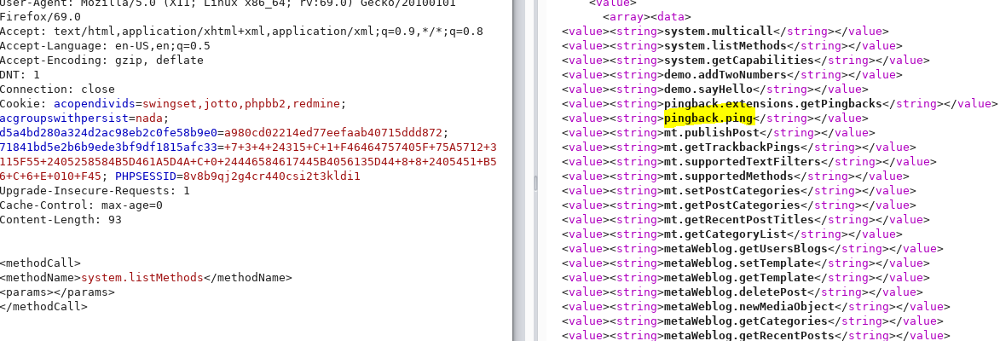 User-Agent: Mozilla/5.0 (X11; Linux x86_64; rv:69.0) Gecko/20100101
Firefox/69.0
Accept: text/html,application/xhtml+xml,application/xml;q=0.9,*/*;q=0.8
Accept-Language: en-US,en;q=0.5
Accept-Encoding: gzip, deflate
DNT: 1
Connection: close
Cookie: acopendivids=swingset,jotto,phpbb2,redmine;
acgroupswithpersist=nada;
d5a4bd280a324d2ac98eb2c0fe58b9e0=a980cd02214ed77eefaab40715ddd872;
71841bd5e2b6b9ede3bf9df1815afc33=+7+3+4+24315+C+1+F46464757405F+75A5712+3
115F55+2405258584B5D461A5D4A+C+0+24446584617445B4056135D44+8+8+2405451+B5
6+C+6+E+010+F45; PHPSESSID=8v8b9qj2g4cr440csi2t3kldi1
Upgrade-Insecure-Requests: 1
Cache-Control: max-age=0
Content-Length: 93
<methodCall>
<methodName>system.listMethods</methodName>
<params></params>
</methodCall>
<value>
<array><data>
<value><string>system.multicall</string></value>
<value><string>system.listMethods</string></value>
<value><string>system.getCapabilities</string></value>
<value><string>demo.addTwoNumbers</string></value>
<value><string>demo.sayHello</string></value>
<value><string>pingback.extensions.getPingbacks</string></value>
<value><string>pingback.ping</string></value>
<value><string>mt.publishPost</string></value>
<value><string>mt.getTrackbackPings</string></value>
<value><string>mt.supportedTextFilters</string></value>
<value><string>mt.supportedMethods</string></value>
<value><string>mt.setPostCategories</string></value>
<value><string>mt.getPostCategories</string></value>
<value><string>mt.getRecentPostTitles</string></value>
<value><string>mt.getCategoryList</string></value>
<value><string>metaWeblog.getUsersBlogs</string></value>
<value><string>metaWeblog.setTemplate</string></value>
<value><string>metaWeblog.getTemplate</string></value>
<value><string>metaWeblog.deletePost</string></value>
<value><string>metaWeblog.newMediaObject</string></value>
<value><string>metaWeblog.getCategories</string></value>
<value><string>metaWeblog.getRecentPosts</string></value>